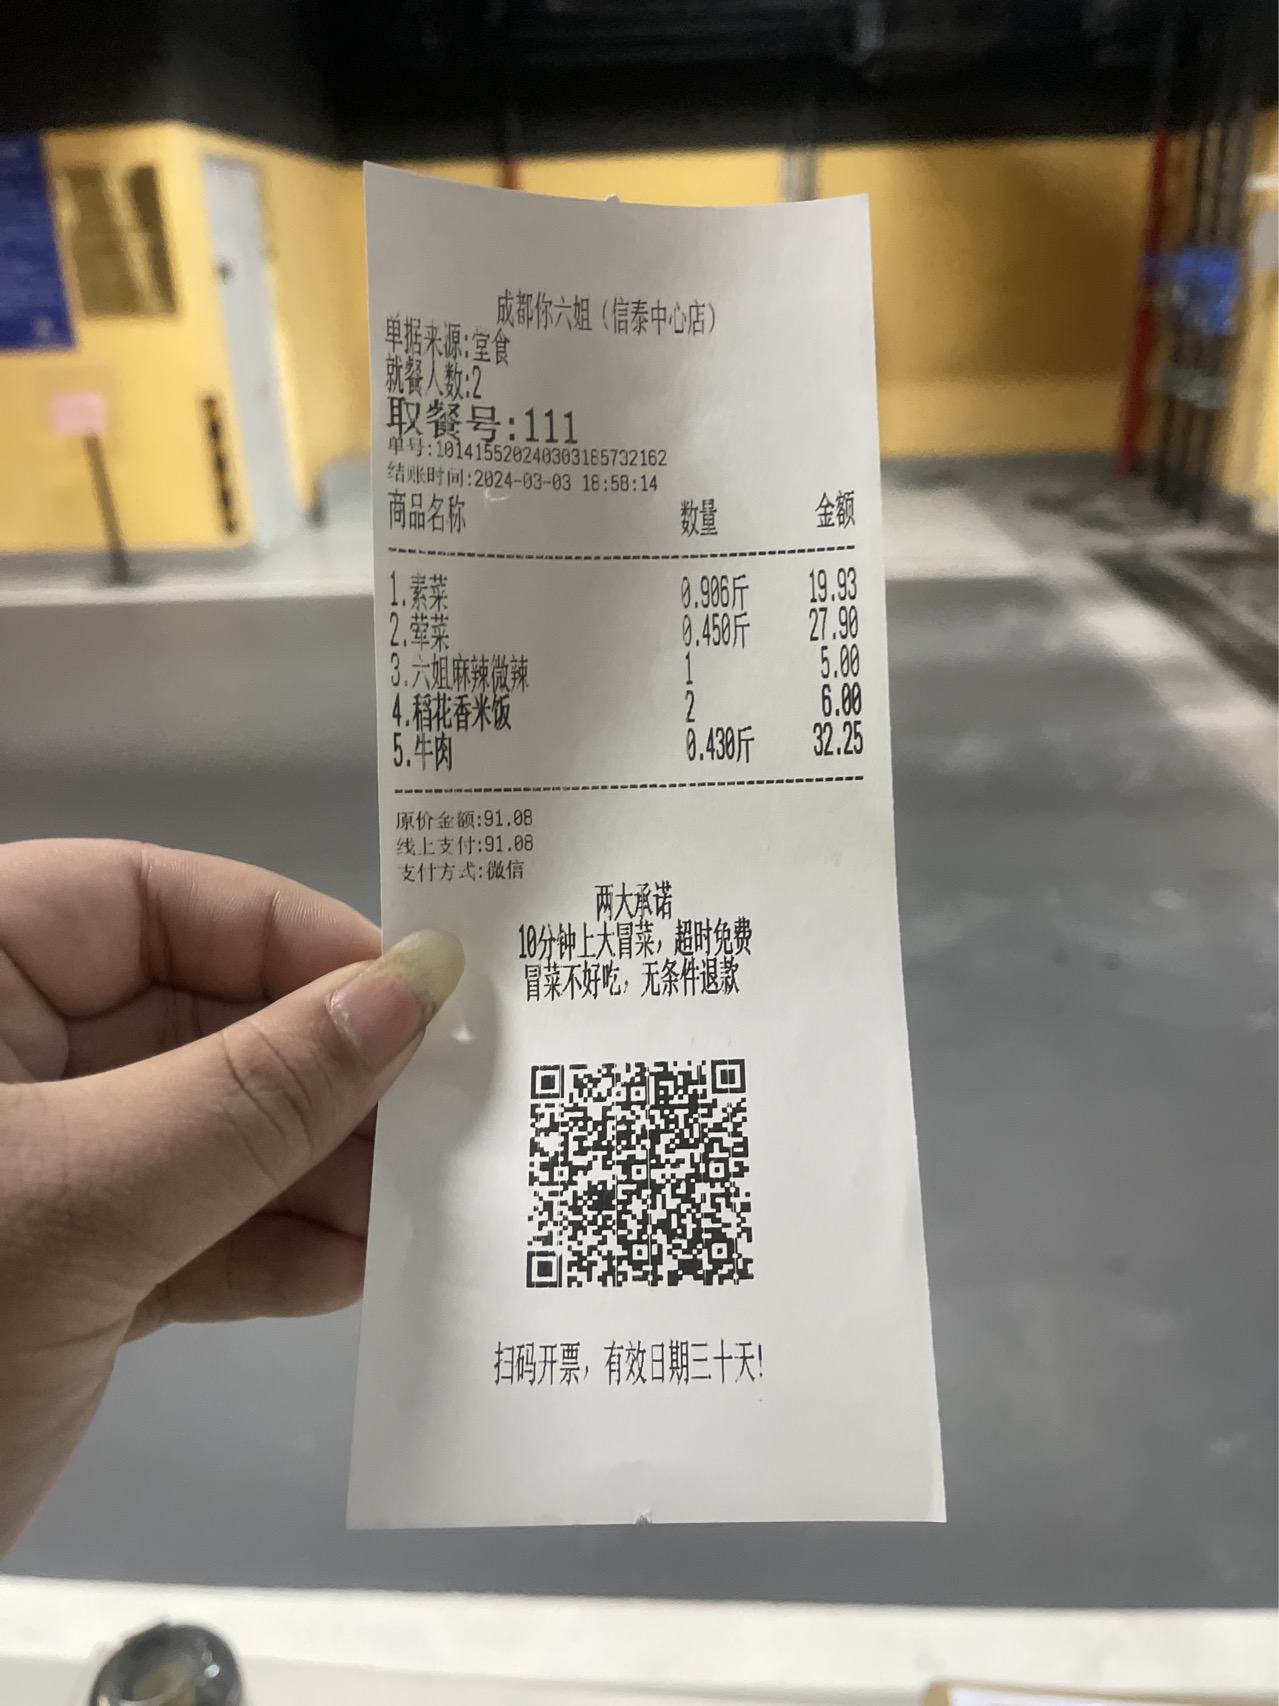 成都你六姐（信泰中心店）
单据来源:堂食
就餐人数:2
取餐号:111
单号:10141552024030318573​2162
结账时间:2024-03-03 18:58:14
商品名称 数量 金额
1.素菜 0.906斤 19.93
2.荤菜 0.450斤 27.90
3.六姐麻辣微辣 1 5.00
4.稻花香米饭 2 6.00
5.牛肉 0.430斤 32.25
原价金额:91.08
线上支付:91.08
支付方式:微信
两大承诺
10分钟上大冒菜，超时免费
冒菜不好吃，无条件退款
扫码开票，有效日期三十天!